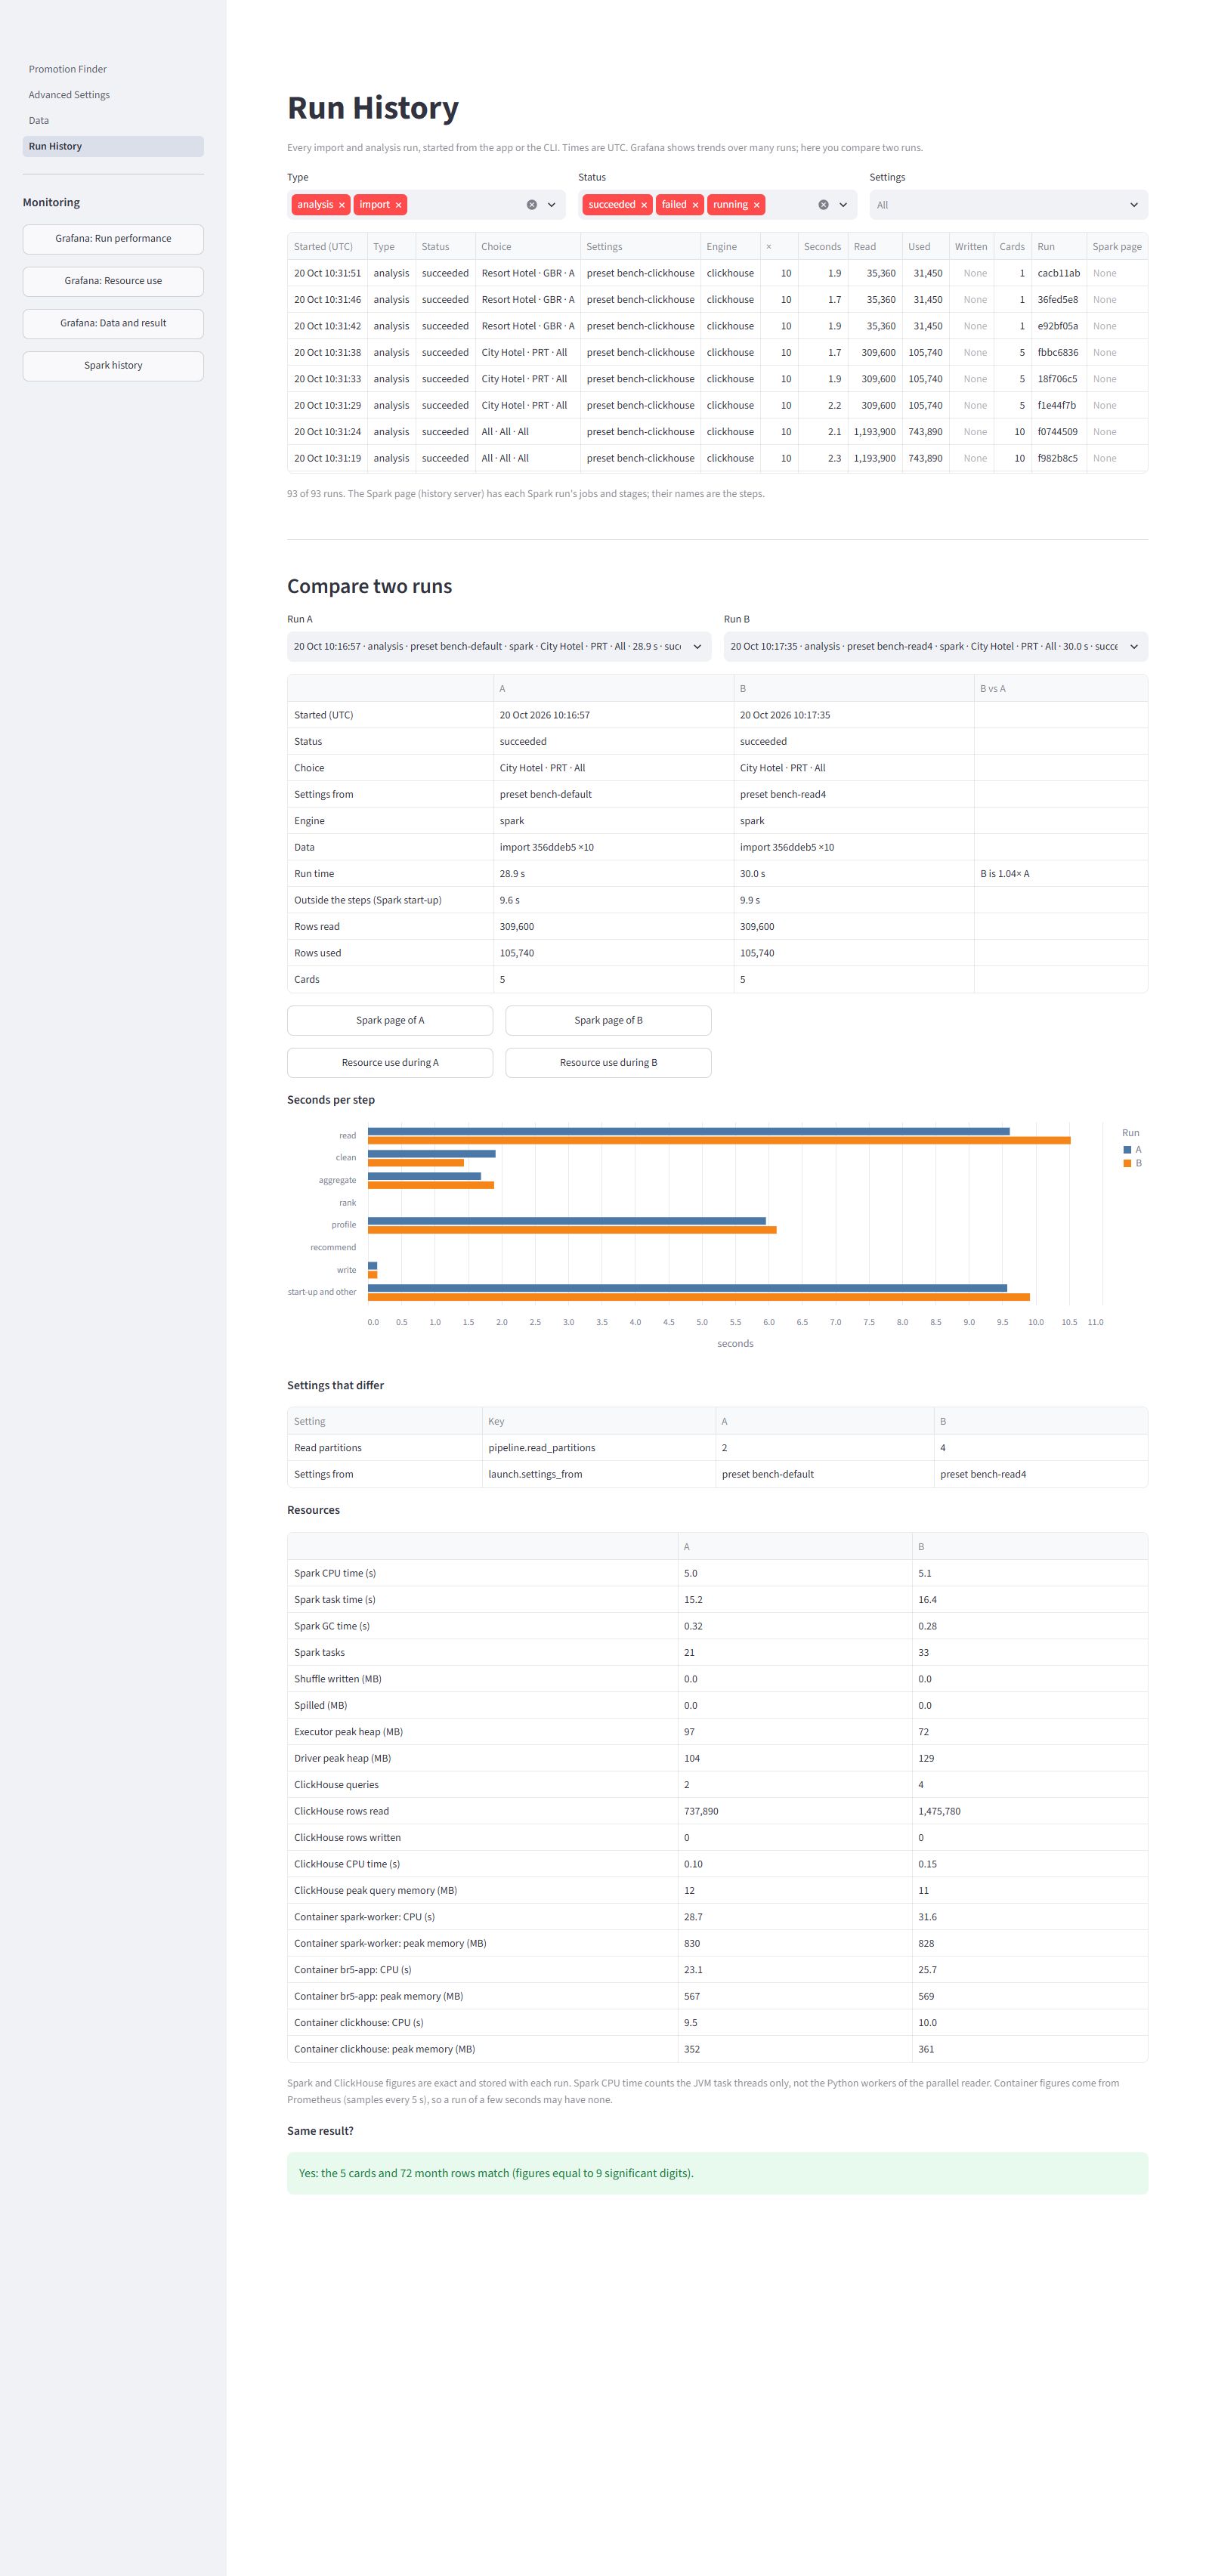 Promotion Finder
Advanced Settings
Data
Run History
Monitoring
Grafana: Run performance
Grafana: Resource use
Grafana: Data and result
Spark history
Run History
Every import and analysis run, started from the app or the CLI. Times are UTC. Grafana shows trends over many runs; here you compare two runs.
Type Status Settings
analysis × import × succeeded × failed × running × All
Started (UTC) Type Status Choice Settings Engine × Seconds Read Used Written Cards Run Spark page
20 Oct 10:31:51 analysis succeeded Resort Hotel · GBR · A preset bench-clickhouse clickhouse 10 1.9 35,360 31,450 None 1 cacb11ab None
20 Oct 10:31:46 analysis succeeded Resort Hotel · GBR · A preset bench-clickhouse clickhouse 10 1.7 35,360 31,450 None 1 36fed5e8 None
20 Oct 10:31:42 analysis succeeded Resort Hotel · GBR · A preset bench-clickhouse clickhouse 10 1.9 35,360 31,450 None 1 e92bf05a None
20 Oct 10:31:38 analysis succeeded City Hotel · PRT · All preset bench-clickhouse clickhouse 10 1.7 309,600 105,740 None 5 fbbc6836 None
20 Oct 10:31:33 analysis succeeded City Hotel · PRT · All preset bench-clickhouse clickhouse 10 1.9 309,600 105,740 None 5 18f706c5 None
20 Oct 10:31:29 analysis succeeded City Hotel · PRT · All preset bench-clickhouse clickhouse 10 2.2 309,600 105,740 None 5 f1e44f7b None
20 Oct 10:31:24 analysis succeeded All · All · All preset bench-clickhouse clickhouse 10 2.1 1,193,900 743,890 None 10 f0744509 None
20 Oct 10:31:19 analysis succeeded All · All · All preset bench-clickhouse clickhouse 10 2.3 1,193,900 743,890 None 10 f982b8c5 None
93 of 93 runs. The Spark page (history server) has each Spark run's jobs and stages; their names are the steps.
Compare two runs
Run A Run B
20 Oct 10:16:57 · analysis · preset bench-default · spark · City Hotel · PRT · All · 28.9 s · succ 20 Oct 10:17:35 · analysis · preset bench-read4 · spark · City Hotel · PRT · All · 30.0 s · succe
A B B vs A
Started (UTC) 20 Oct 2026 10:16:57 20 Oct 2026 10:17:35
Status succeeded succeeded
Choice City Hotel · PRT · All City Hotel · PRT · All
Settings from preset bench-default preset bench-read4
Engine spark spark
Data import 356ddeb5 ×10 import 356ddeb5 ×10
Run time 28.9 s 30.0 s B is 1.04× A
Outside the steps (Spark start-up) 9.6 s 9.9 s
Rows read 309,600 309,600
Rows used 105,740 105,740
Cards 5 5
Spark page of A Spark page of B
Resource use during A Resource use during B
Seconds per step
Run
A
B
read
clean
aggregate
rank
profile
recommend
write
start-up and other
0.0 0.5 1.0 1.5 2.0 2.5 3.0 3.5 4.0 4.5 5.0 5.5 6.0 6.5 7.0 7.5 8.0 8.5 9.0 9.5 10.0 10.5 11.0
seconds
Settings that differ
Setting Key A B
Read partitions pipeline.read_partitions 2 4
Settings from launch.settings_from preset bench-default preset bench-read4
Resources
A B
Spark CPU time (s) 5.0 5.1
Spark task time (s) 15.2 16.4
Spark GC time (s) 0.32 0.28
Spark tasks 21 33
Shuffle written (MB) 0.0 0.0
Spilled (MB) 0.0 0.0
Executor peak heap (MB) 97 72
Driver peak heap (MB) 104 129
ClickHouse queries 2 4
ClickHouse rows read 737,890 1,475,780
ClickHouse rows written 0 0
ClickHouse CPU time (s) 0.10 0.15
ClickHouse peak query memory (MB) 12 11
Container spark-worker: CPU (s) 28.7 31.6
Container spark-worker: peak memory (MB) 830 828
Container br5-app: CPU (s) 23.1 25.7
Container br5-app: peak memory (MB) 567 569
Container clickhouse: CPU (s) 9.5 10.0
Container clickhouse: peak memory (MB) 352 361
Spark and ClickHouse figures are exact and stored with each run. Spark CPU time counts the JVM task threads only, not the Python workers of the parallel reader. Container figures come from
Prometheus (samples every 5 s), so a run of a few seconds may have none.
Same result?
Yes: the 5 cards and 72 month rows match (figures equal to 9 significant digits).